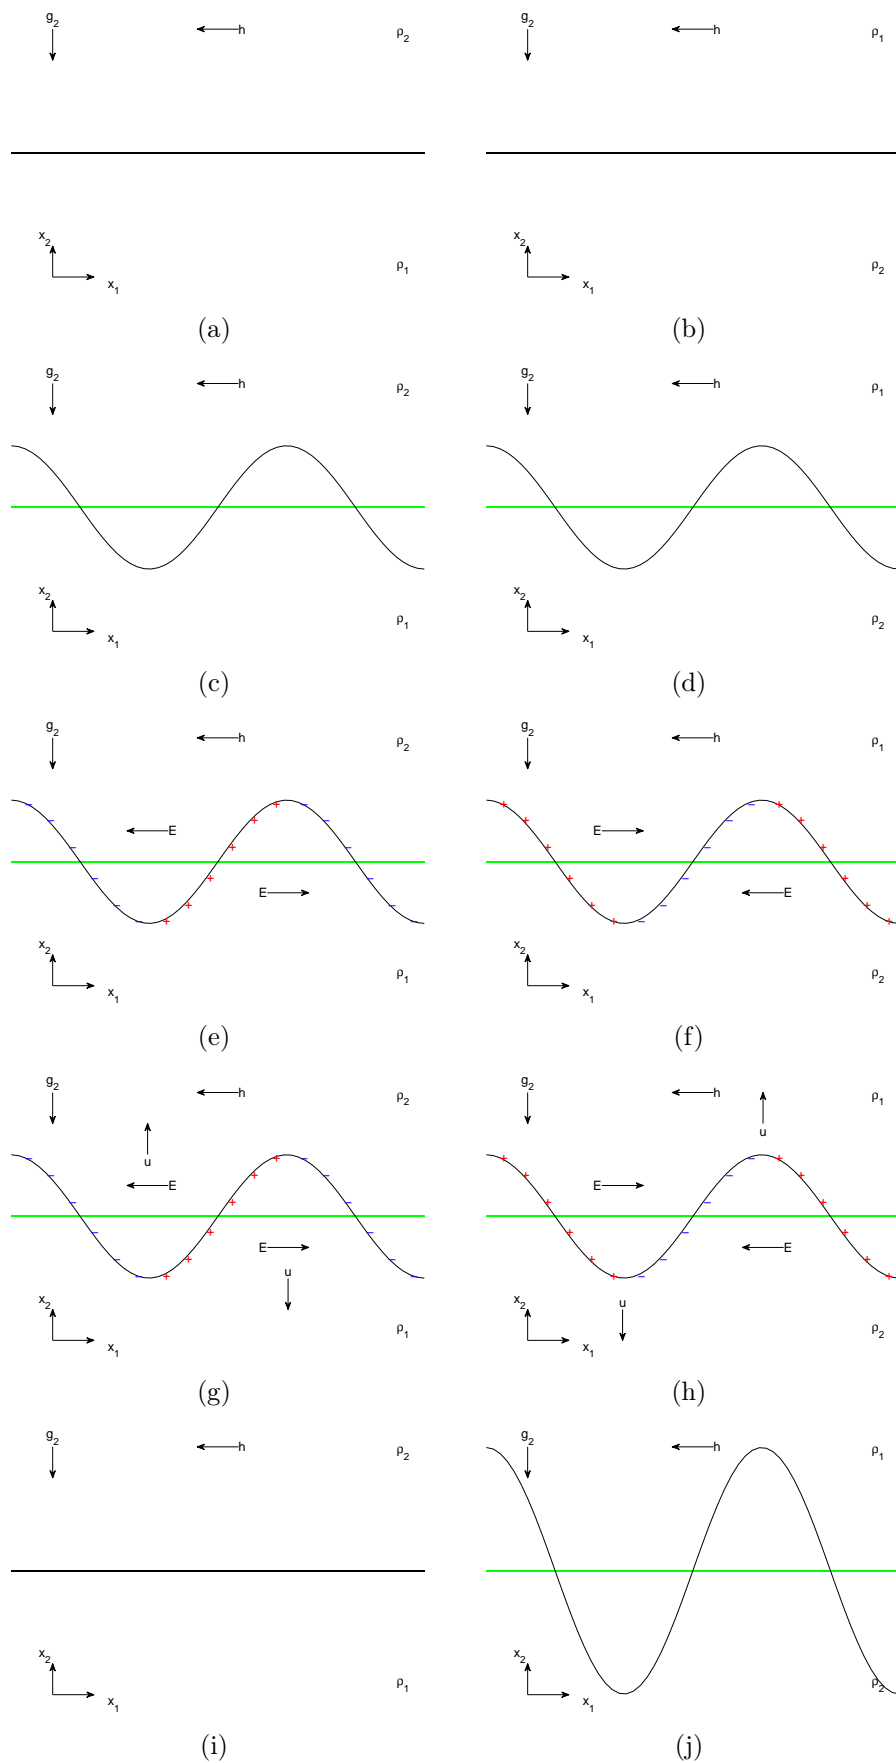 g2 h ρ2 g2 h ρ1
x2 x2
x1 ρ1 x1 ρ2
(a) (b)
g2 h ρ2 g2 h ρ1
x2 x2
x1 ρ1 x1 ρ2
(c) (d)
g2 h ρ2 g2 h ρ1
− − − − − − + + + + + + − − − − − − + + + + + + − − − − − − + + + + + +
E E
E E
x2 x2
x1 ρ1 x1 ρ2
(e) (f)
g2 h ρ2 g2 h ρ1
u u
− − − − − − + + + + + + − − − − − − + + + + + + − − − − − − + + + + + +
E E
E E
u u
x2 x2
x1 ρ1 x1 ρ2
(g) (h)
g2 h ρ2 g2 h ρ1
x2 x2
x1 ρ1 x1 ρ2
(i) (j)